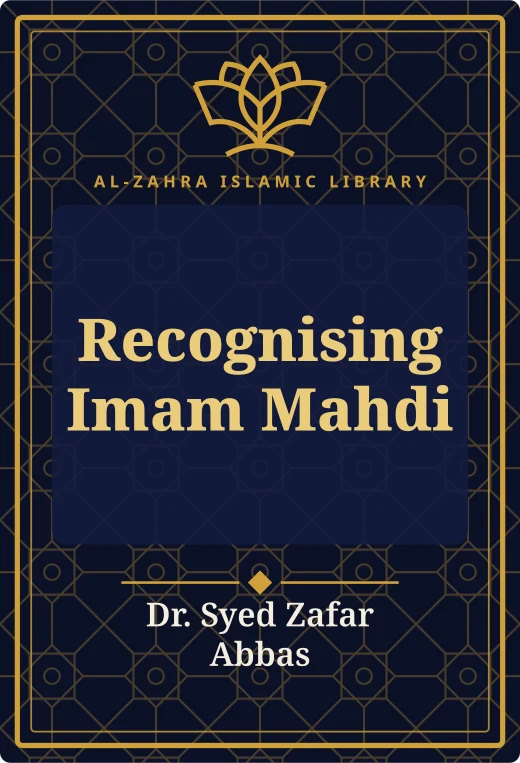 AL-ZAHRA ISLAMIC LIBRARY
Recognising
Imam Mahdi
Dr. Syed Zafar
Abbas